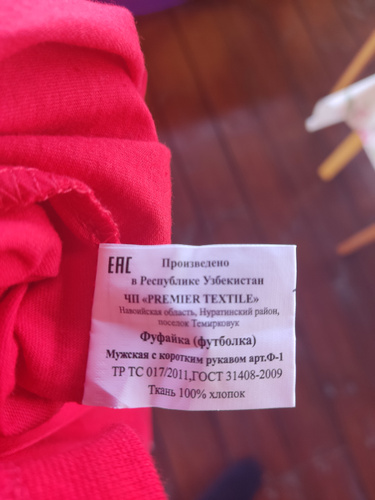 ЕАС Произведено
в Республике Узбекистан
ЧП «PREMIER TEXTILE»
Навоийская область, Нуратинский район,
поселок Темирковук
Фуфайка (футболка)
Мужская с коротким рукавом арт.Ф-1
ТР ТС 017/2011,ГОСТ 31408-2009
Ткань 100% хлопок